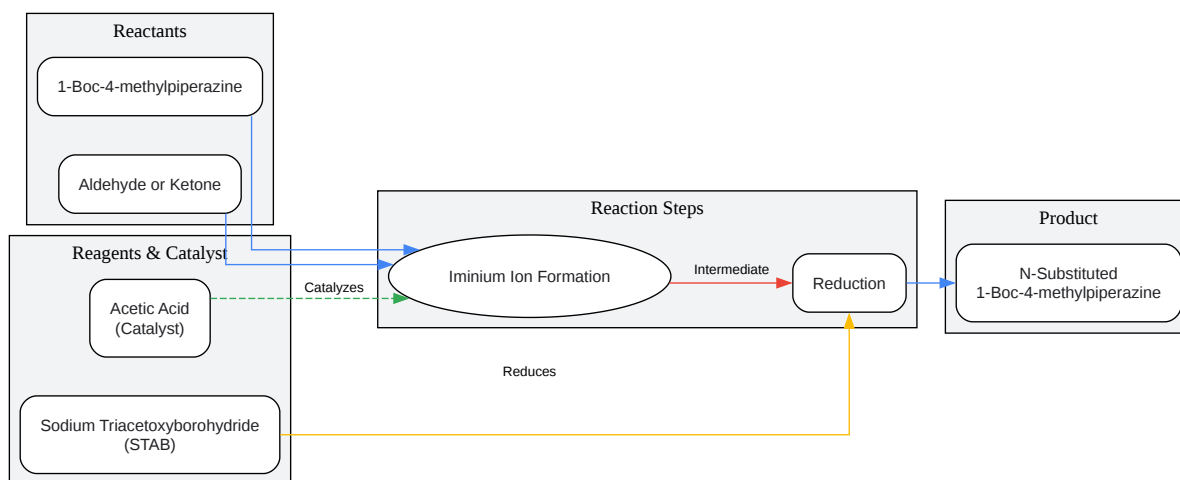 Reactants
1-Boc-4-methylpiperazine
Aldehyde or Ketone
Reagents & Catalyst
Acetic Acid
(Catalyst)
Sodium Triacetoxyborohydride
(STAB)
Catalyzes
Reduces
Reaction Steps
Iminium Ion Formation
Intermediate
Reduction
Product
N-Substituted
1-Boc-4-methylpiperazine